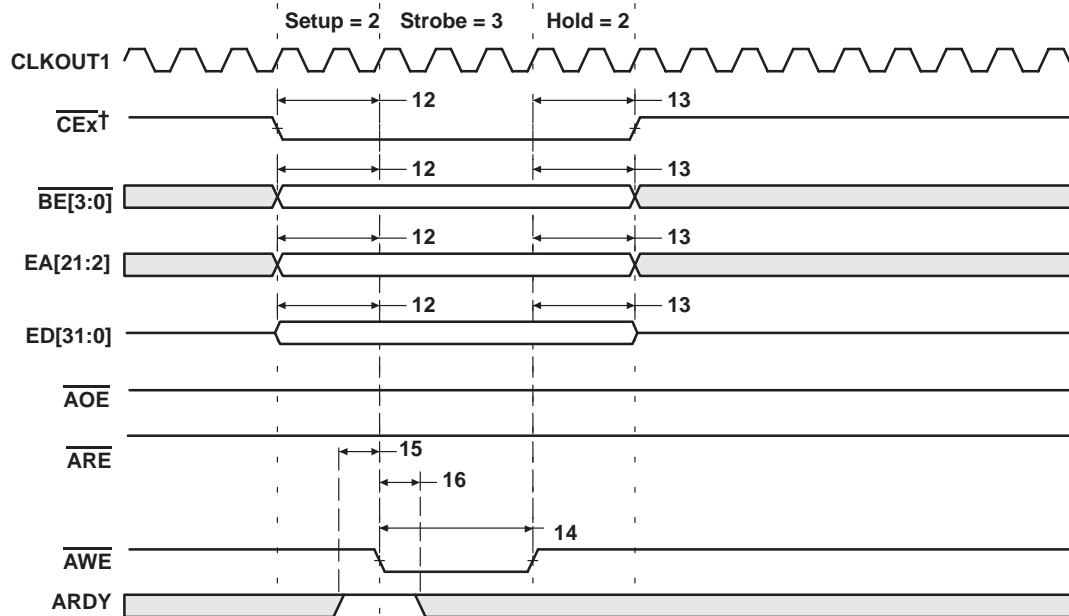 Setup = 2 Strobe = 3 Hold = 2
CLKOUT1
12 13
CEx†
12 13
BE[3:0]
12 13
EA[21:2]
12 13
ED[31:0]
AOE
ARE
15
16
14
AWE
ARDY